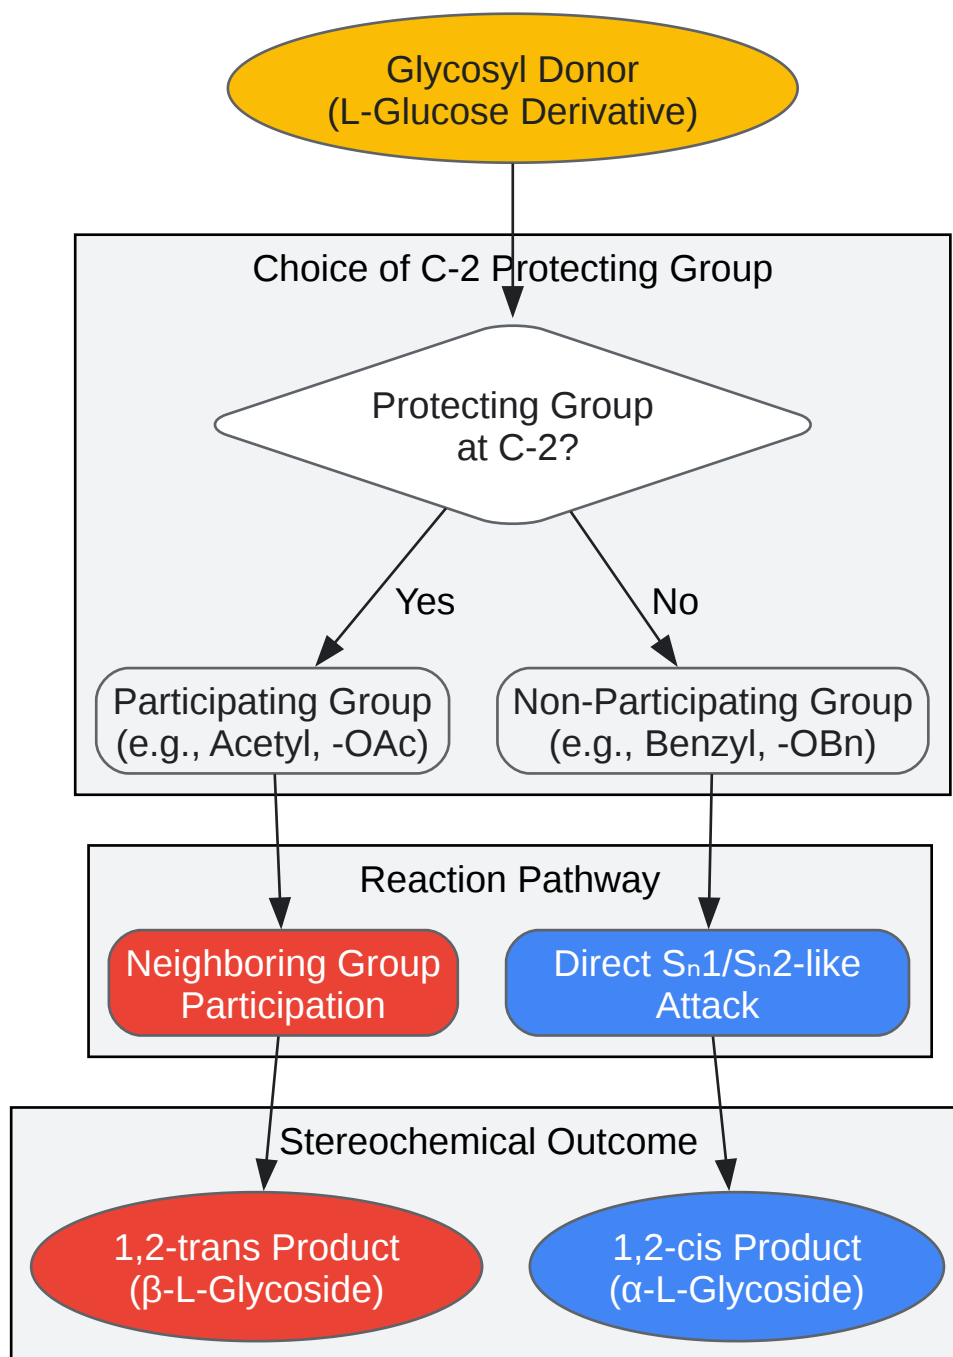 Glycosyl Donor
(L-Glucose Derivative)
Choice of C-2 Protecting Group
Protecting Group
at C-2?
Yes
No
Participating Group
(e.g., Acetyl, -OAc)
Non-Participating Group
(e.g., Benzyl, -OBn)
Reaction Pathway
Neighboring Group
Participation
Direct Sₙ1/Sₙ2-like
Attack
Stereochemical Outcome
1,2-trans Product
(β-L-Glycoside)
1,2-cis Product
(α-L-Glycoside)